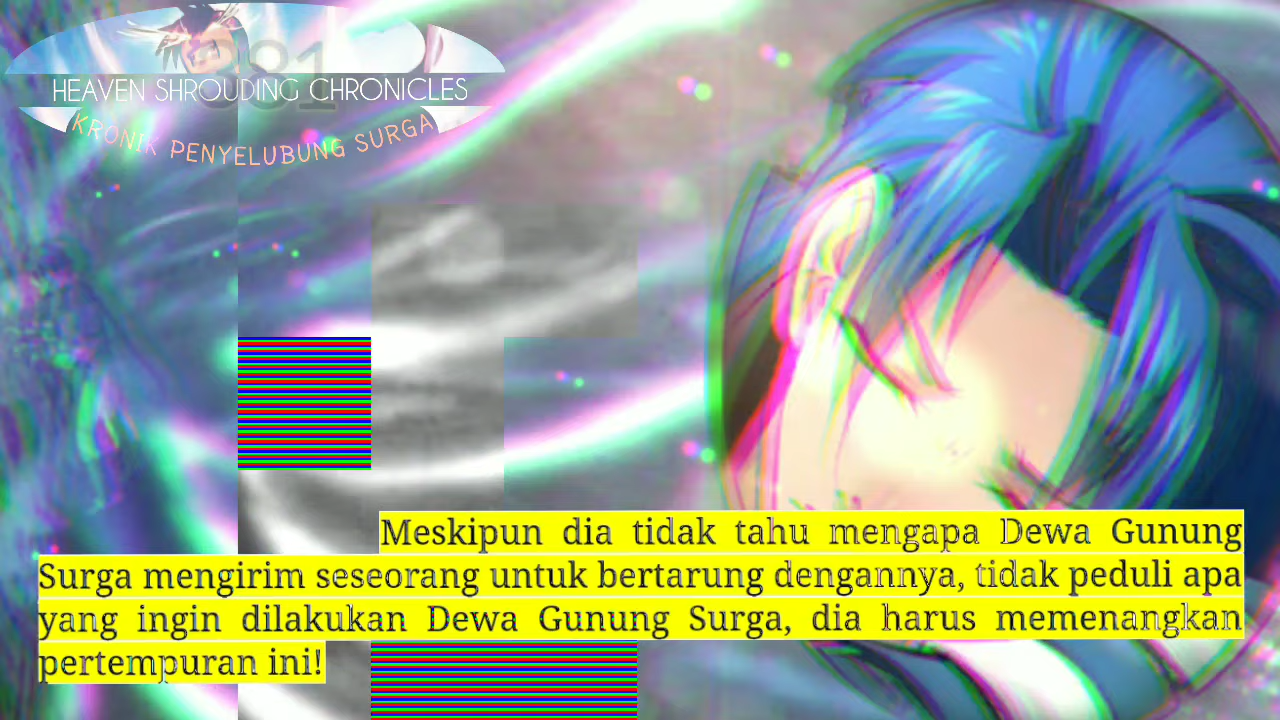 081
HEAVEN SHROUDING CHRONICLES
KRONIK PENYELUBUNG SURGA
Meskipun dia tidak tahu mengapa Dewa Gunung
Surga mengirim seseorang untuk bertarung dengannya, tidak peduli apa
yang ingin dilakukan Dewa Gunung Surga, dia harus memenangkan
pertempuran ini!